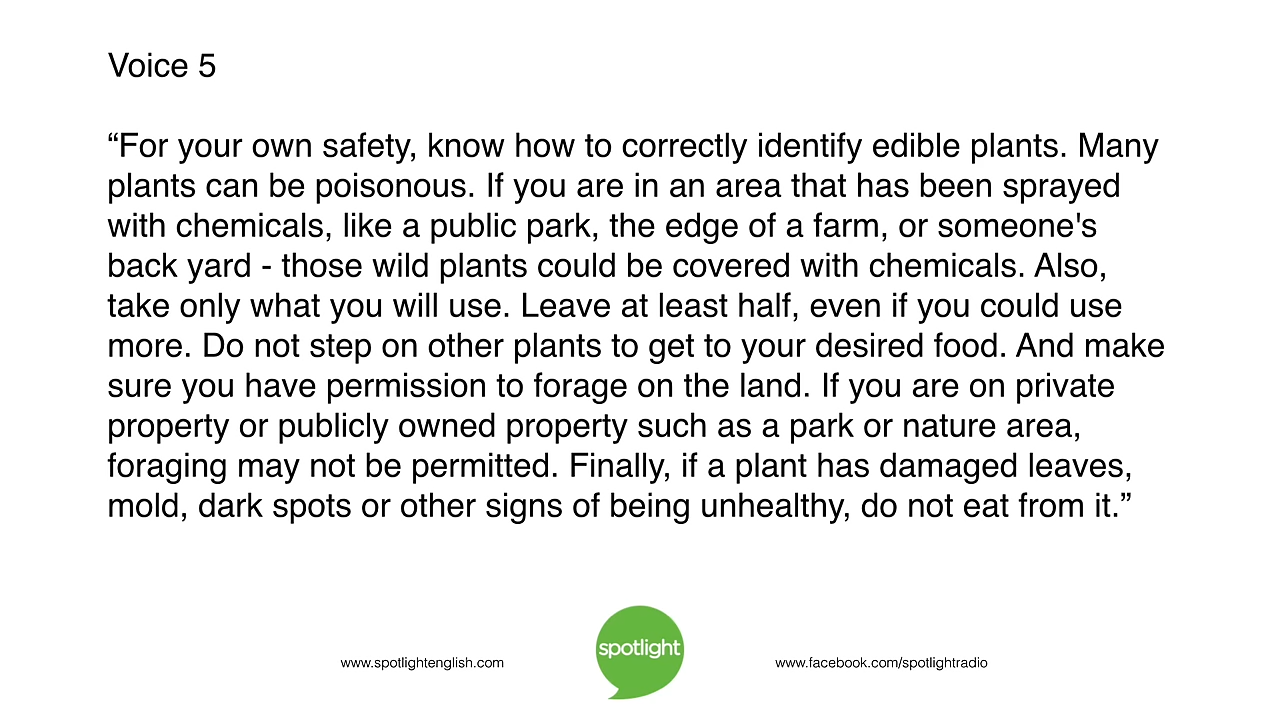 Voice 5
“For your own safety, know how to correctly identify edible plants. Many
plants can be poisonous. If you are in an area that has been sprayed
with chemicals, like a public park, the edge of a farm, or someone's
back yard - those wild plants could be covered with chemicals. Also,
take only what you will use. Leave at least half, even if you could use
more. Do not step on other plants to get to your desired food. And make
sure you have permission to forage on the land. If you are on private
property or publicly owned property such as a park or nature area,
foraging may not be permitted. Finally, if a plant has damaged leaves,
mold, dark spots or other signs of being unhealthy, do not eat from it.”
www.spotlightenglish.com
spotlight
www.facebook.com/spotlightradio